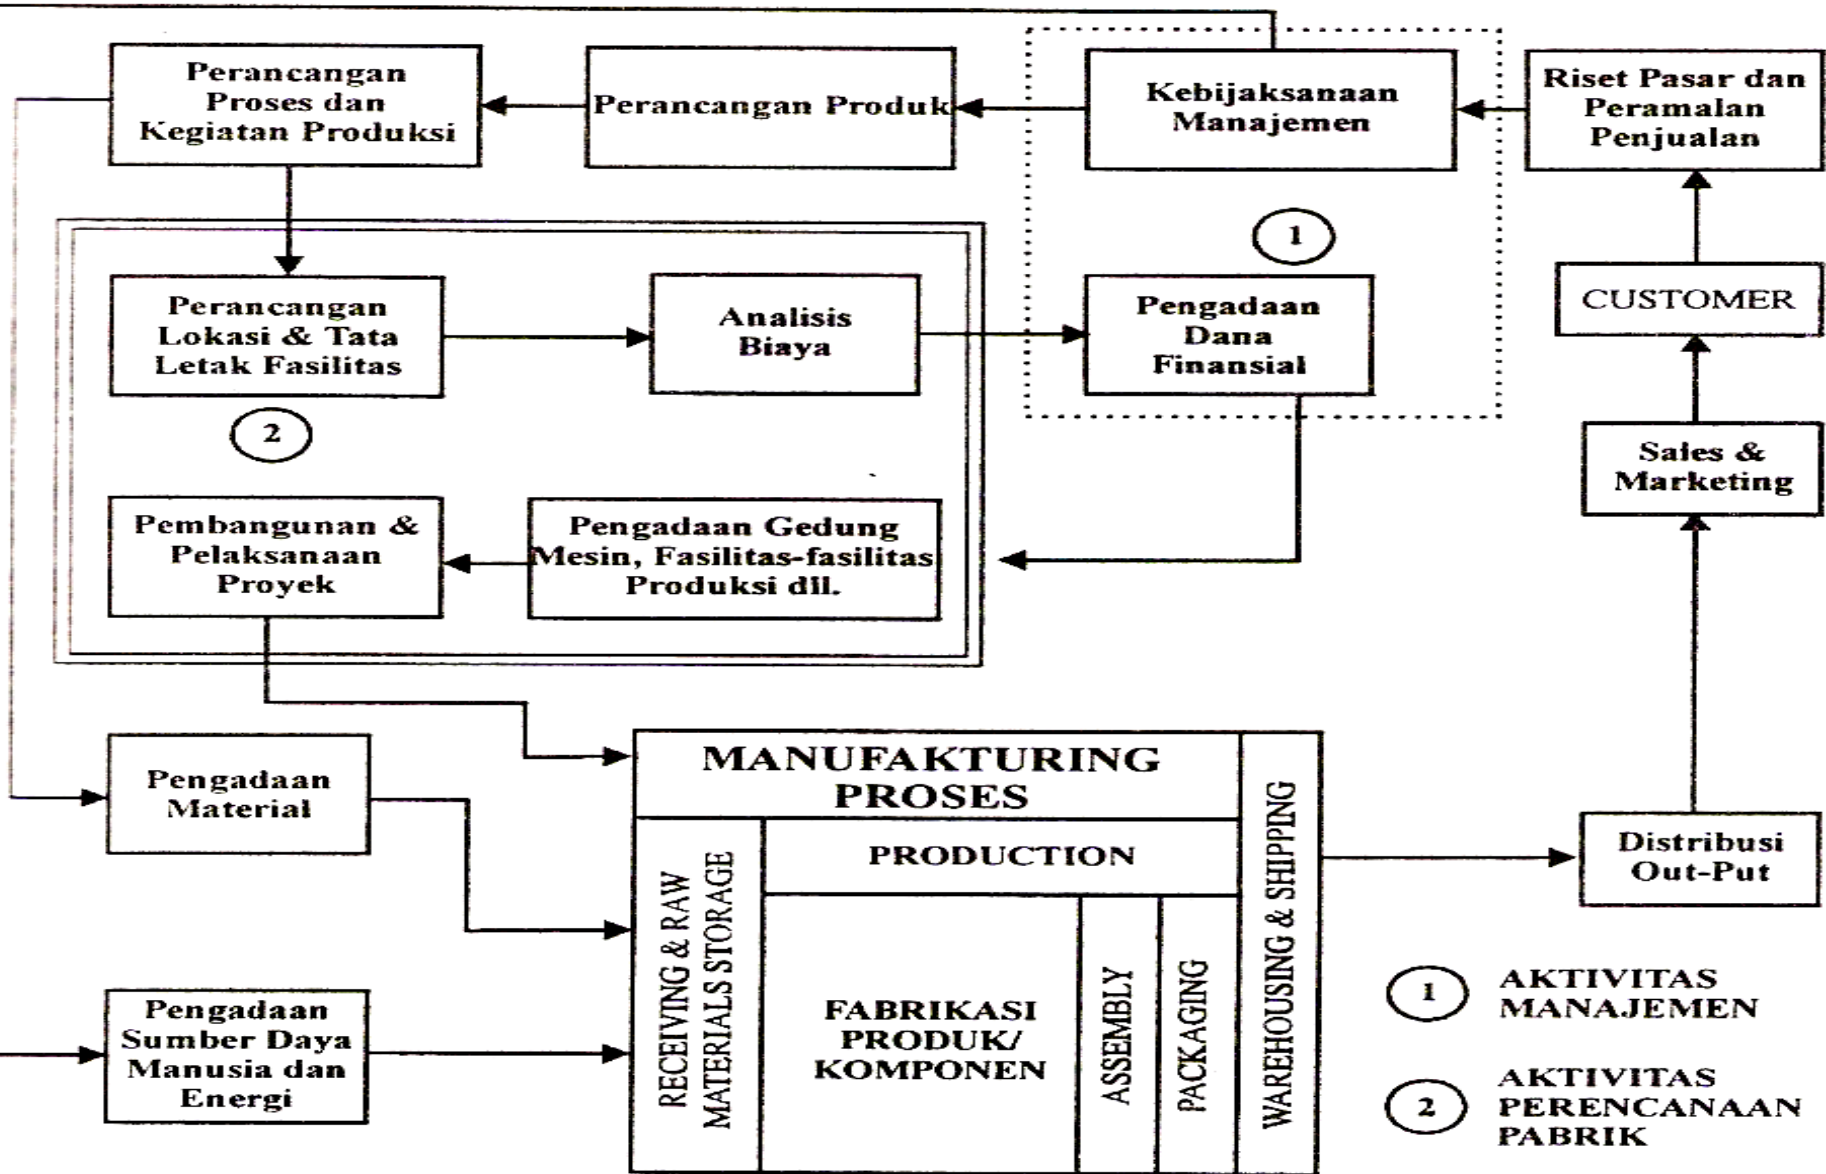 Perancangan
Proses dan
Kegiatan Produksi
Perancangan Produk
Kebijaksanaan
Manajemen
Riset Pasar dan
Peramalan
Penjualan
1
Perancangan
Lokasi & Tata
Letak Fasilitas
Analisis
Biaya
Pengadaan
Dana
Finansial
CUSTOMER
2
Sales &
Marketing
Pembangunan &
Pelaksanaan
Proyek
Pengadaan Gedung
Mesin, Fasilitas-fasilitas
Produksi dll.
Pengadaan
Material
MANUFAKTURING
PROSES
PRODUCTION
RECEIVING & RAW
MATERIALS STORAGE
FABRIKASI
PRODUK/
KOMPONEN
ASSEMBLY
PACKAGING
WAREHOUSING & SHIPPING
Distribusi
Out-Put
Pengadaan
Sumber Daya
Manusia dan
Energi
1
AKTIVITAS
MANAJEMEN
2
AKTIVITAS
PERENCANAAN
PABRIK